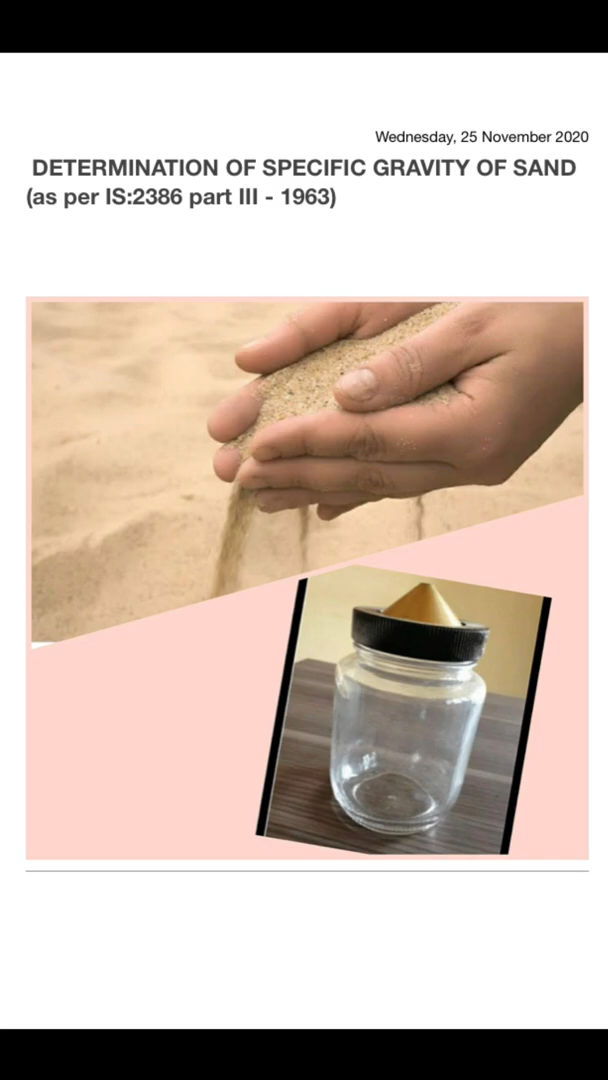 Wednesday, 25 November 2020
DETERMINATION OF SPECIFIC GRAVITY OF SAND
(as per IS:2386 part III - 1963)